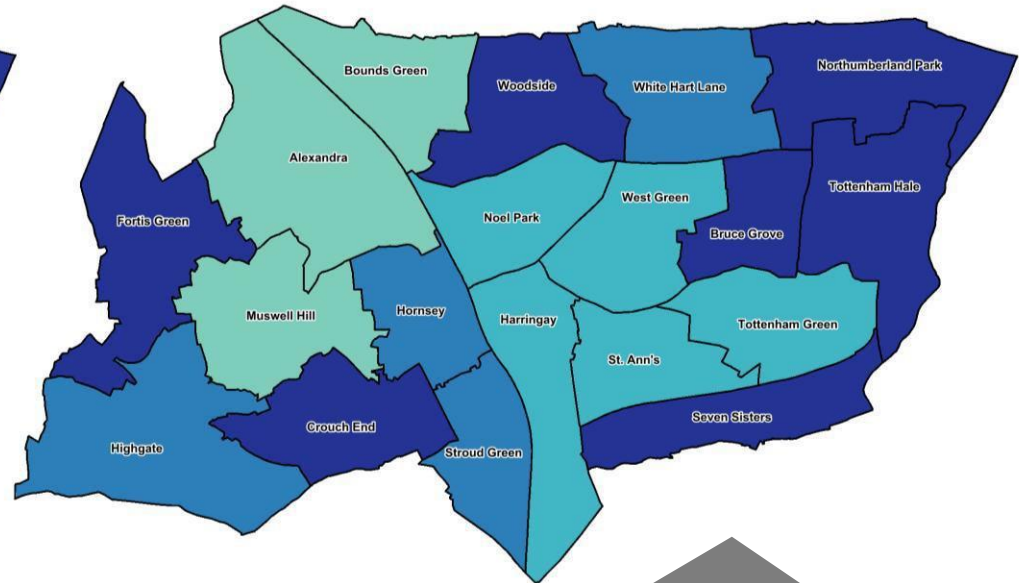 Northumberland Park
Bounds Green
Woodside
White Hart Lane
Alexandra
Tottenham Hale
West Green
Noel Park
Fortis Green
Bruce Grove
Hornsey
Muswell Hill
Harringay
Tottenham Green
St. Ann's
Seven Sisters
Crouch End
Highgate
Stroud Green